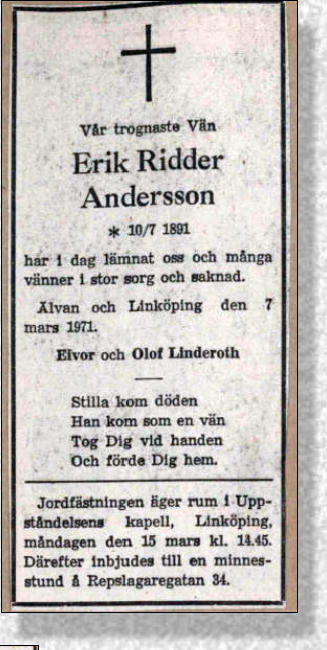 Vår trognaste Vän
Erik Ridder
Andersson
* 10/7 1891
har i dag lämnat oss och många
vänner i stor sorg och saknad.
Älvan och Linköping den 7
mars 1971.
Elvor och Olof Linderoth
Stilla kom döden
Han kom som en vän
Tog Dig vid handen
Och förde Dig hem.
Jordfästningen äger rum i Upp-
ståndelsens kapell, Linköping,
måndagen den 15 mars kl. 14.45.
Därefter inbjudes till en minnes-
stund å Repslagaregatan 34.